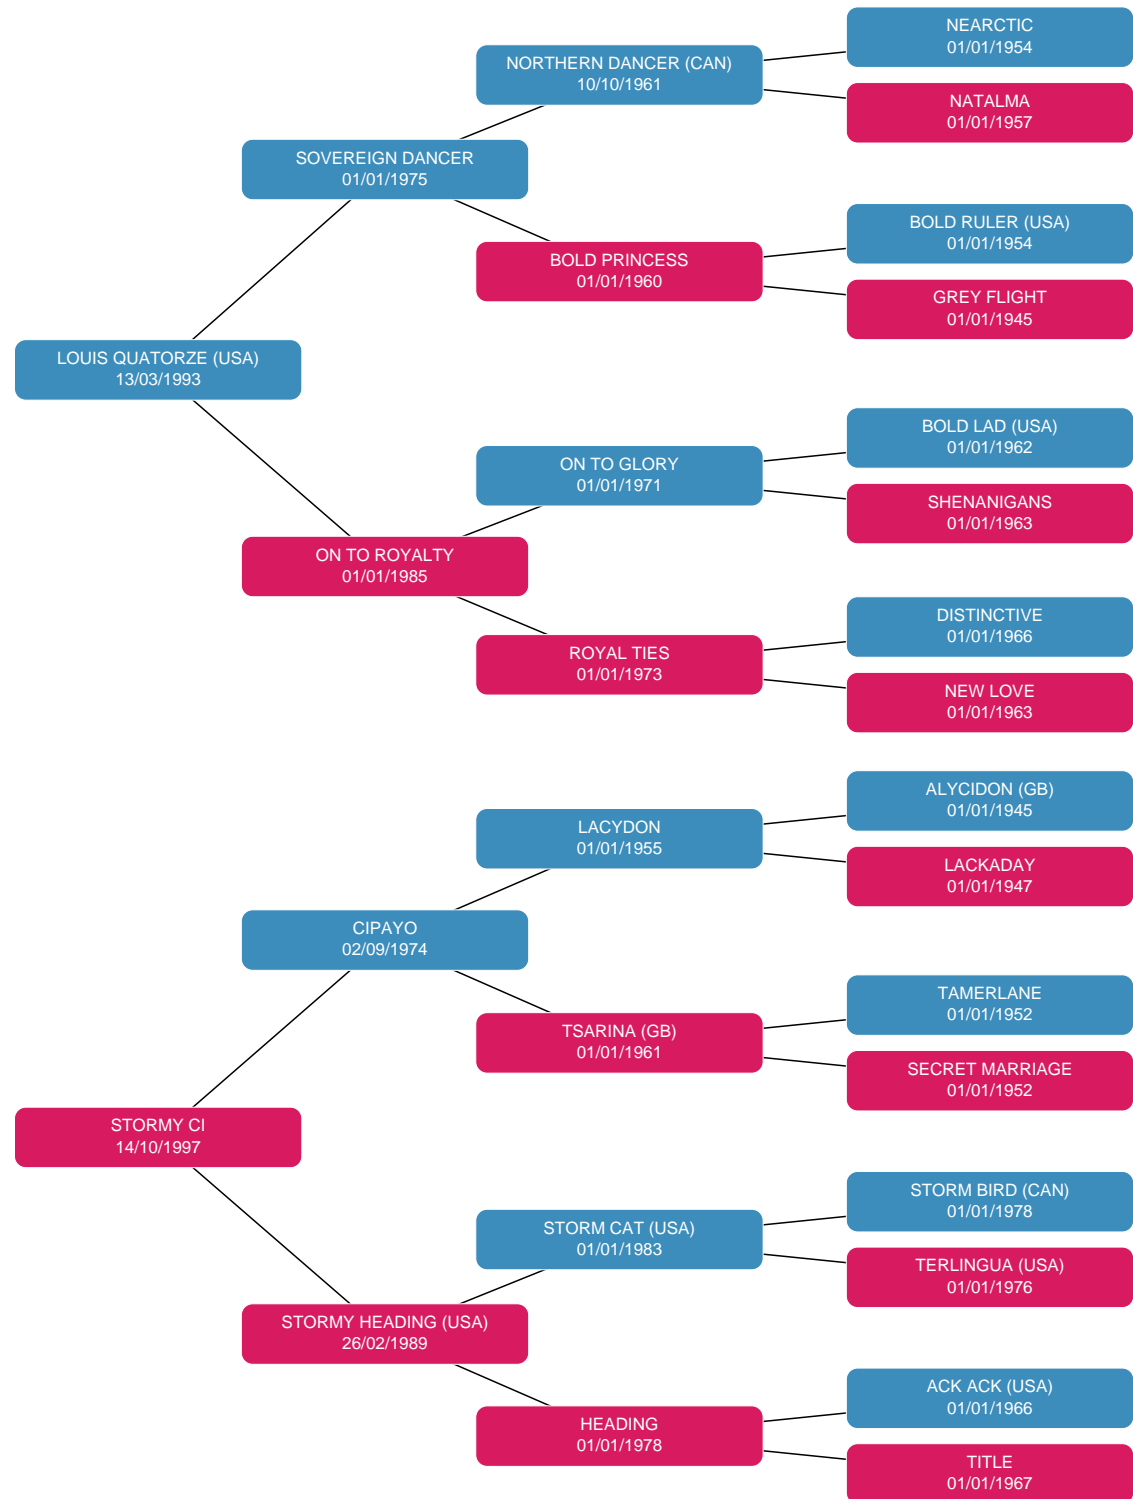 NEARCTIC
01/01/1954
NORTHERN DANCER (CAN)
10/10/1961
NATALMA
01/01/1957
SOVEREIGN DANCER
01/01/1975
BOLD RULER (USA)
01/01/1954
BOLD PRINCESS
01/01/1960
GREY FLIGHT
01/01/1945
LOUIS QUATORZE (USA)
13/03/1993
BOLD LAD (USA)
01/01/1962
ON TO GLORY
01/01/1971
SHENANIGANS
01/01/1963
ON TO ROYALTY
01/01/1985
DISTINCTIVE
01/01/1966
ROYAL TIES
01/01/1973
NEW LOVE
01/01/1963
ALYCIDON (GB)
01/01/1945
LACYDON
01/01/1955
LACKADAY
01/01/1947
CIPAYO
02/09/1974
TAMERLANE
01/01/1952
TSARINA (GB)
01/01/1961
SECRET MARRIAGE
01/01/1952
STORMY CI
14/10/1997
STORM BIRD (CAN)
01/01/1978
STORM CAT (USA)
01/01/1983
TERLINGUA (USA)
01/01/1976
STORMY HEADING (USA)
26/02/1989
ACK ACK (USA)
01/01/1966
HEADING
01/01/1978
TITLE
01/01/1967